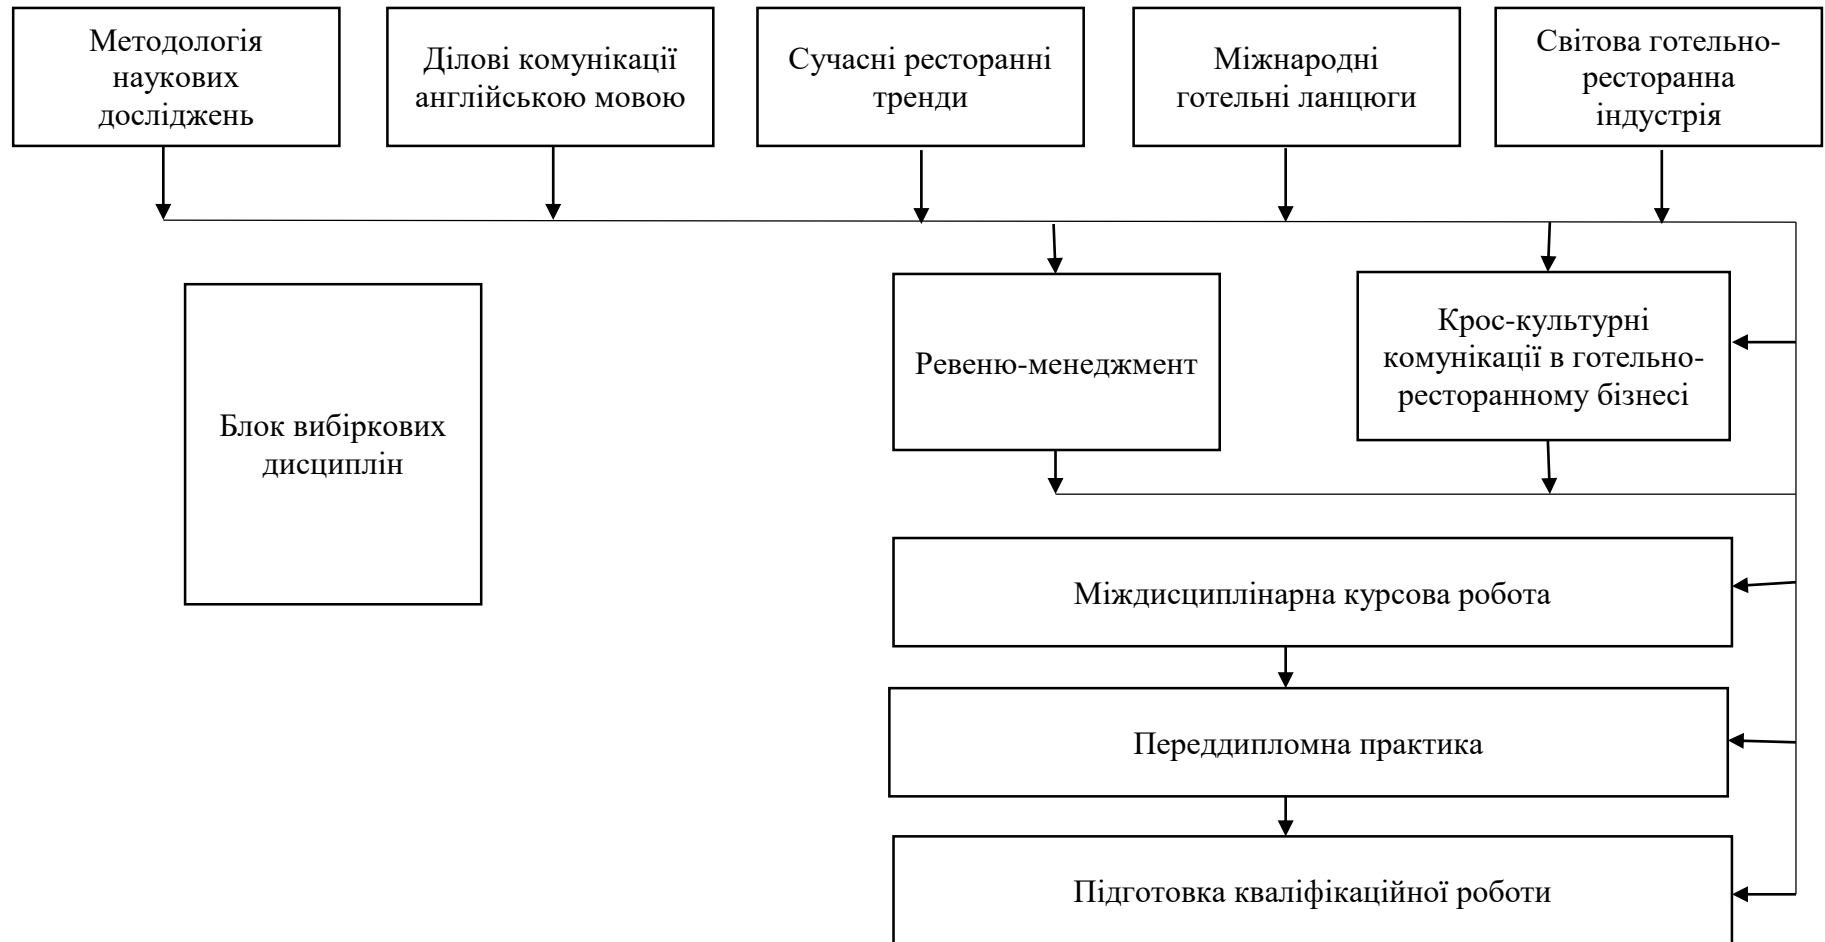 Методологія
наукових
досліджень
Ділові комунікації
англійською мовою
Сучасні ресторанні
тренди
Міжнародні
готельні ланцюги
Світова готельно-
ресторанна
індустрія
Блок вибіркових
дисциплін
Ревеню-менеджмент
Крос-культурні
комунікації в готельно-
ресторанному бізнесі
Міждисциплінарна курсова робота
Переддипломна практика
Підготовка кваліфікаційної роботи